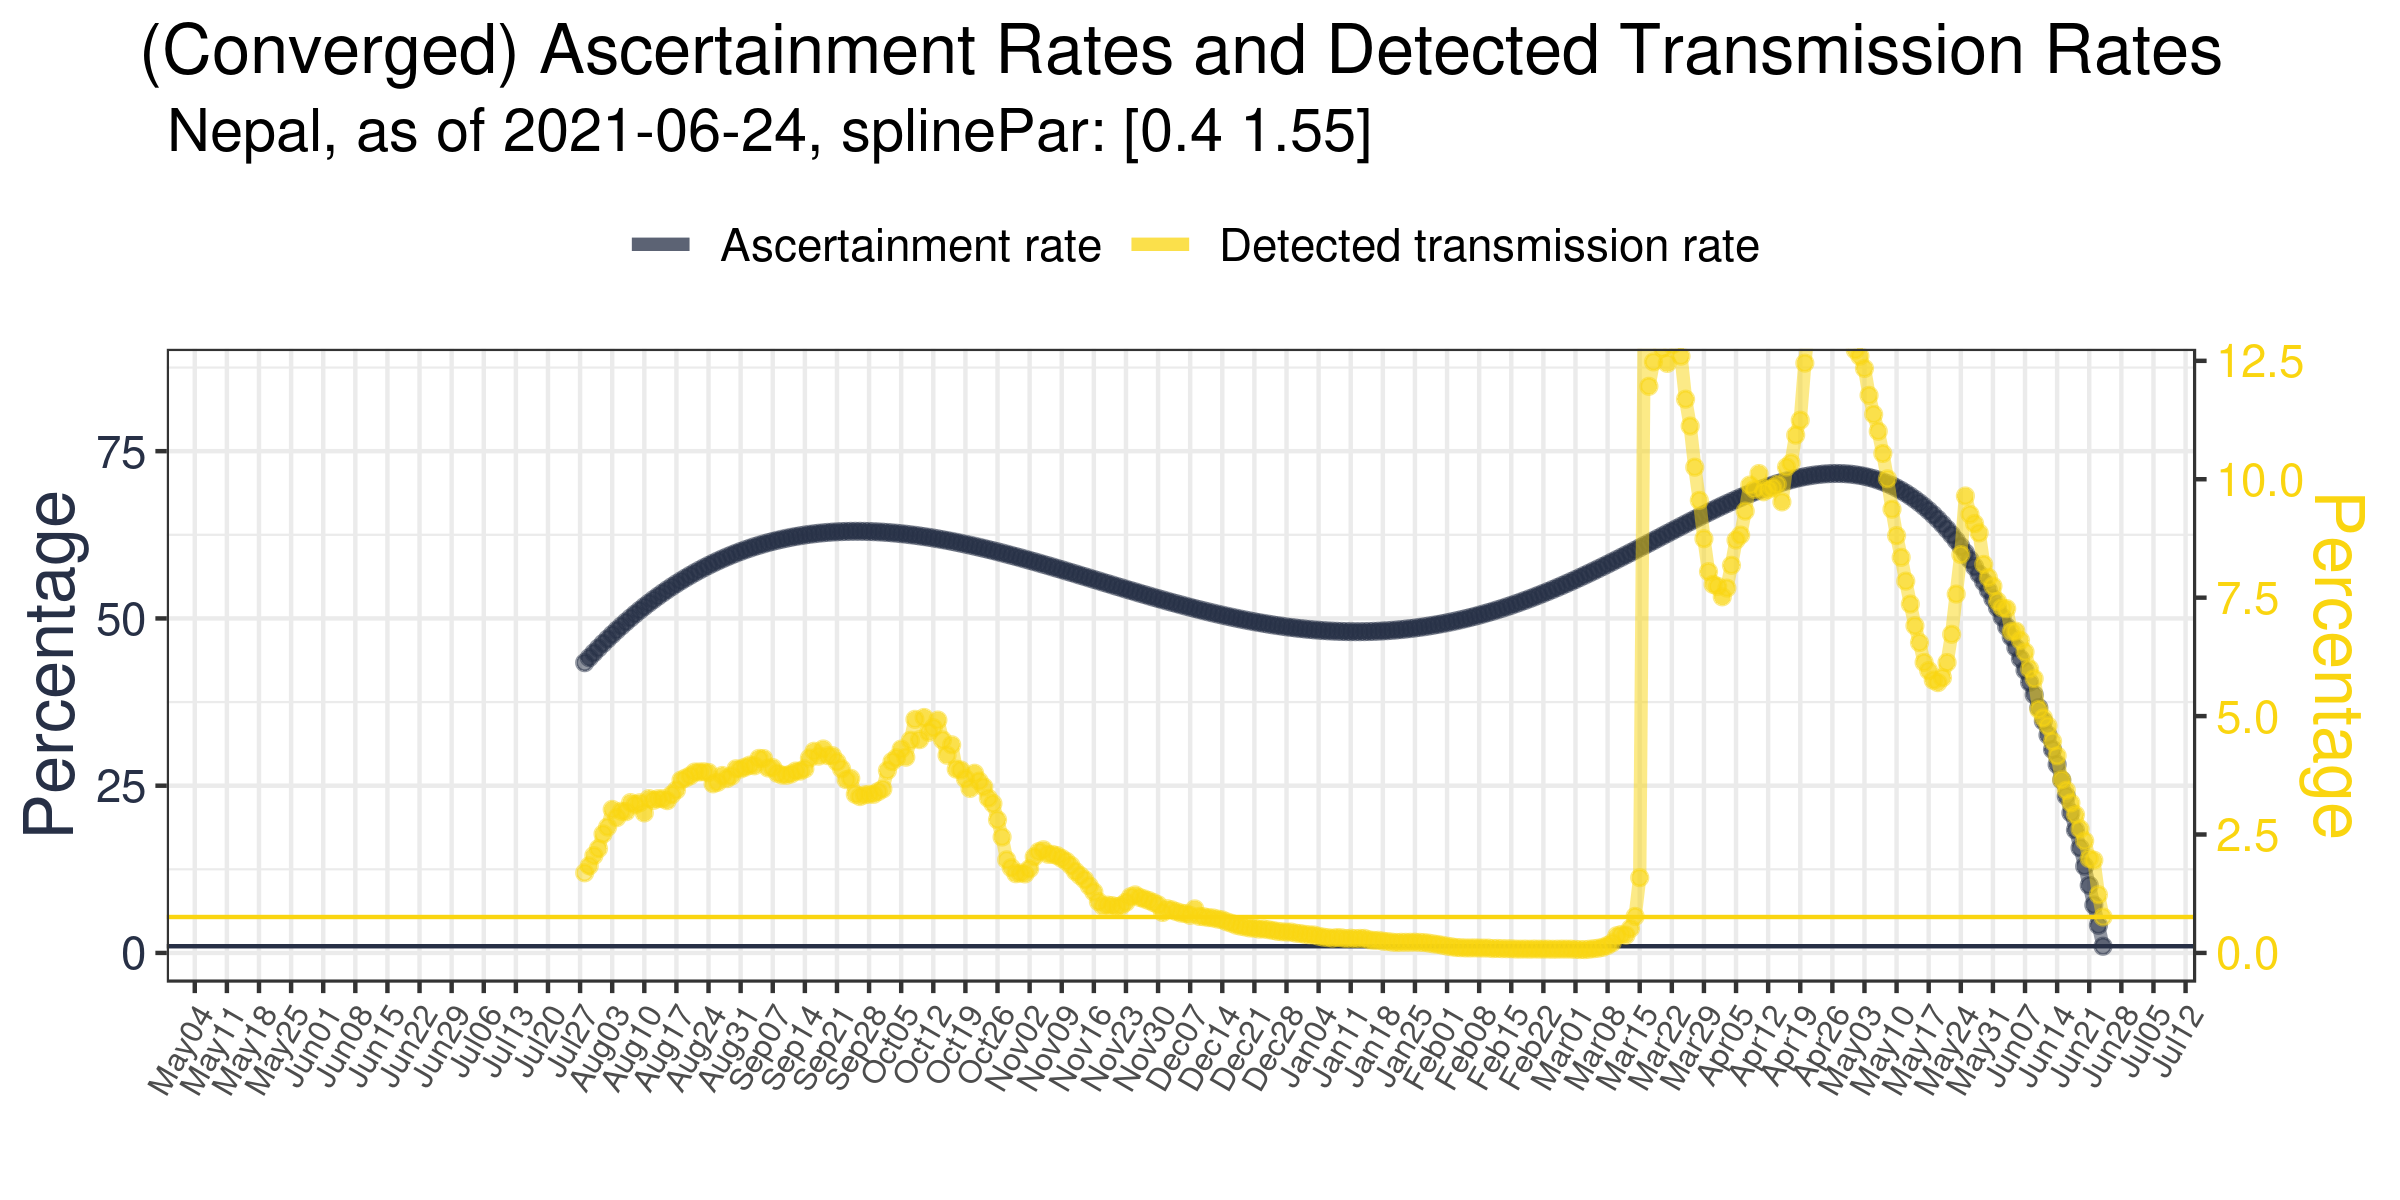 (Converged) Ascertainment Rates and Detected Transmission Rates
Nepal, as of 2021-06-24, splinePar: [0.4 1.55]
Ascertainment rate
Detected transmission rate
Percentage
75
50
25
0
12.5
10.0
7.5
5.0
2.5
0.0
Percentage
May04
May11
May18
May25
Jun01
Jun08
Jun15
Jun22
Jun29
Jul06
Jul13
Jul20
Jul27
Aug03
Aug10
Aug17
Aug24
Aug31
Sep07
Sep14
Sep21
Sep28
Oct05
Oct12
Oct19
Oct26
Nov02
Nov09
Nov16
Nov23
Nov30
Dec07
Dec14
Dec21
Dec28
Jan04
Jan11
Jan18
Jan25
Feb01
Feb08
Feb15
Feb22
Mar01
Mar08
Mar15
Mar22
Mar29
Apr05
Apr12
Apr19
Apr26
May03
May10
May17
May24
May31
Jun07
Jun14
Jun21
Jun28
Jul05
Jul12